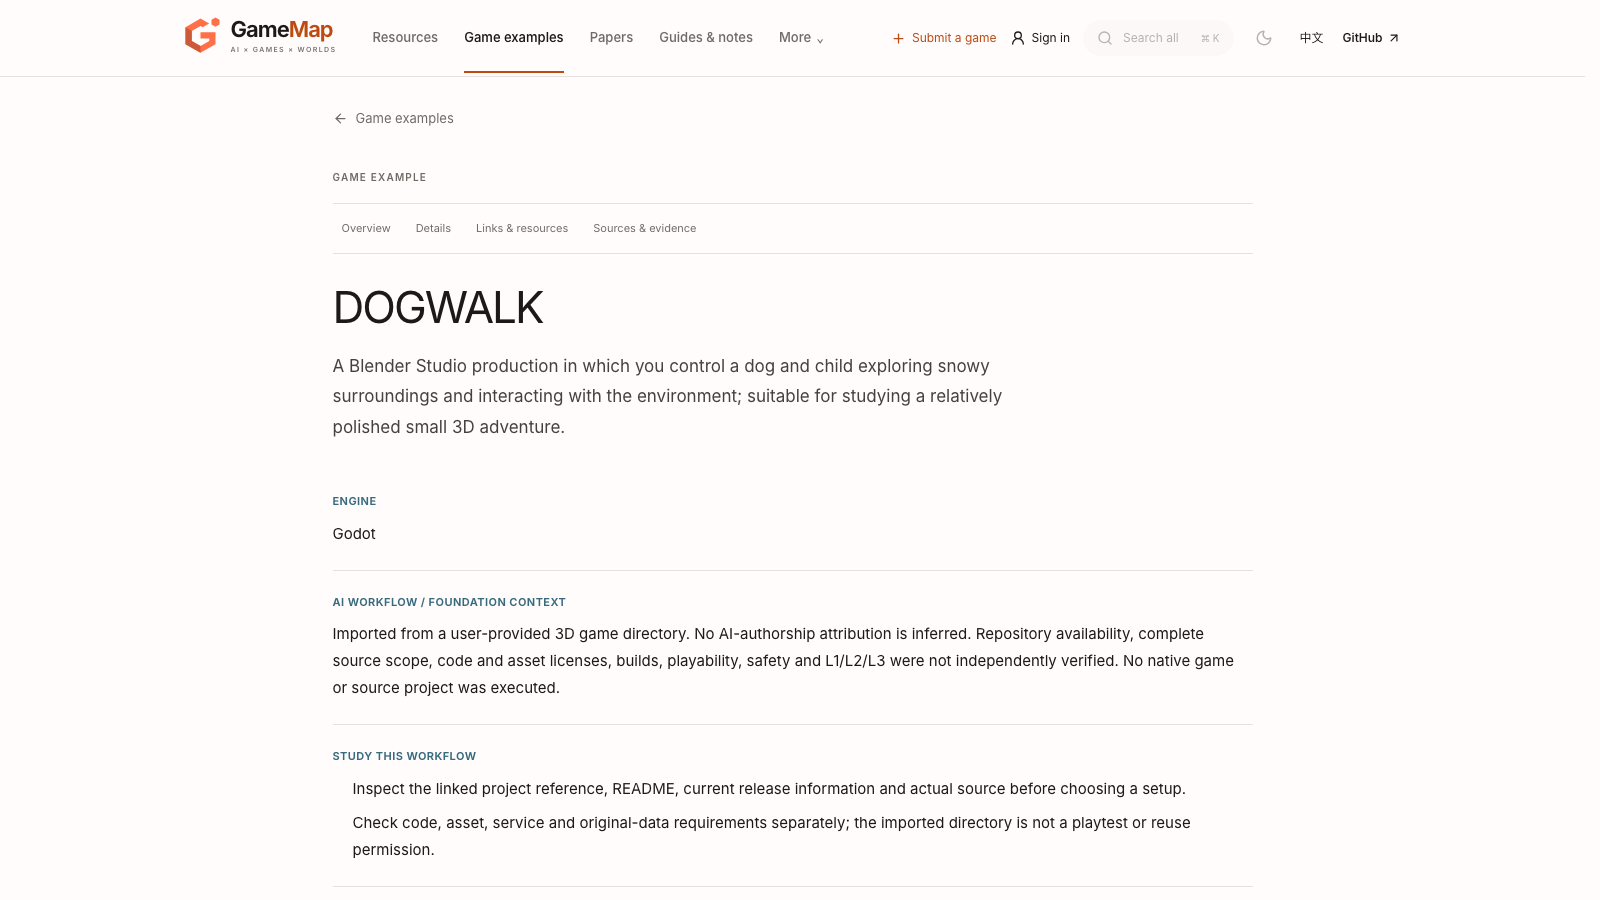 GameMap
AI × GAMES × WORLDS
Resources
Game examples
Papers
Guides & notes
More
Submit a game
Sign in
Search all
⌘ K
中文
GitHub
Game examples
GAME EXAMPLE
Overview
Details
Links & resources
Sources & evidence
DOGWALK
A Blender Studio production in which you control a dog and child exploring snowy
surroundings and interacting with the environment; suitable for studying a relatively
polished small 3D adventure.
ENGINE
Godot
AI WORKFLOW / FOUNDATION CONTEXT
Imported from a user-provided 3D game directory. No AI-authorship attribution is inferred. Repository availability, complete
source scope, code and asset licenses, builds, playability, safety and L1/L2/L3 were not independently verified. No native game
or source project was executed.
STUDY THIS WORKFLOW
Inspect the linked project reference, README, current release information and actual source before choosing a setup.
Check code, asset, service and original-data requirements separately; the imported directory is not a playtest or reuse
permission.